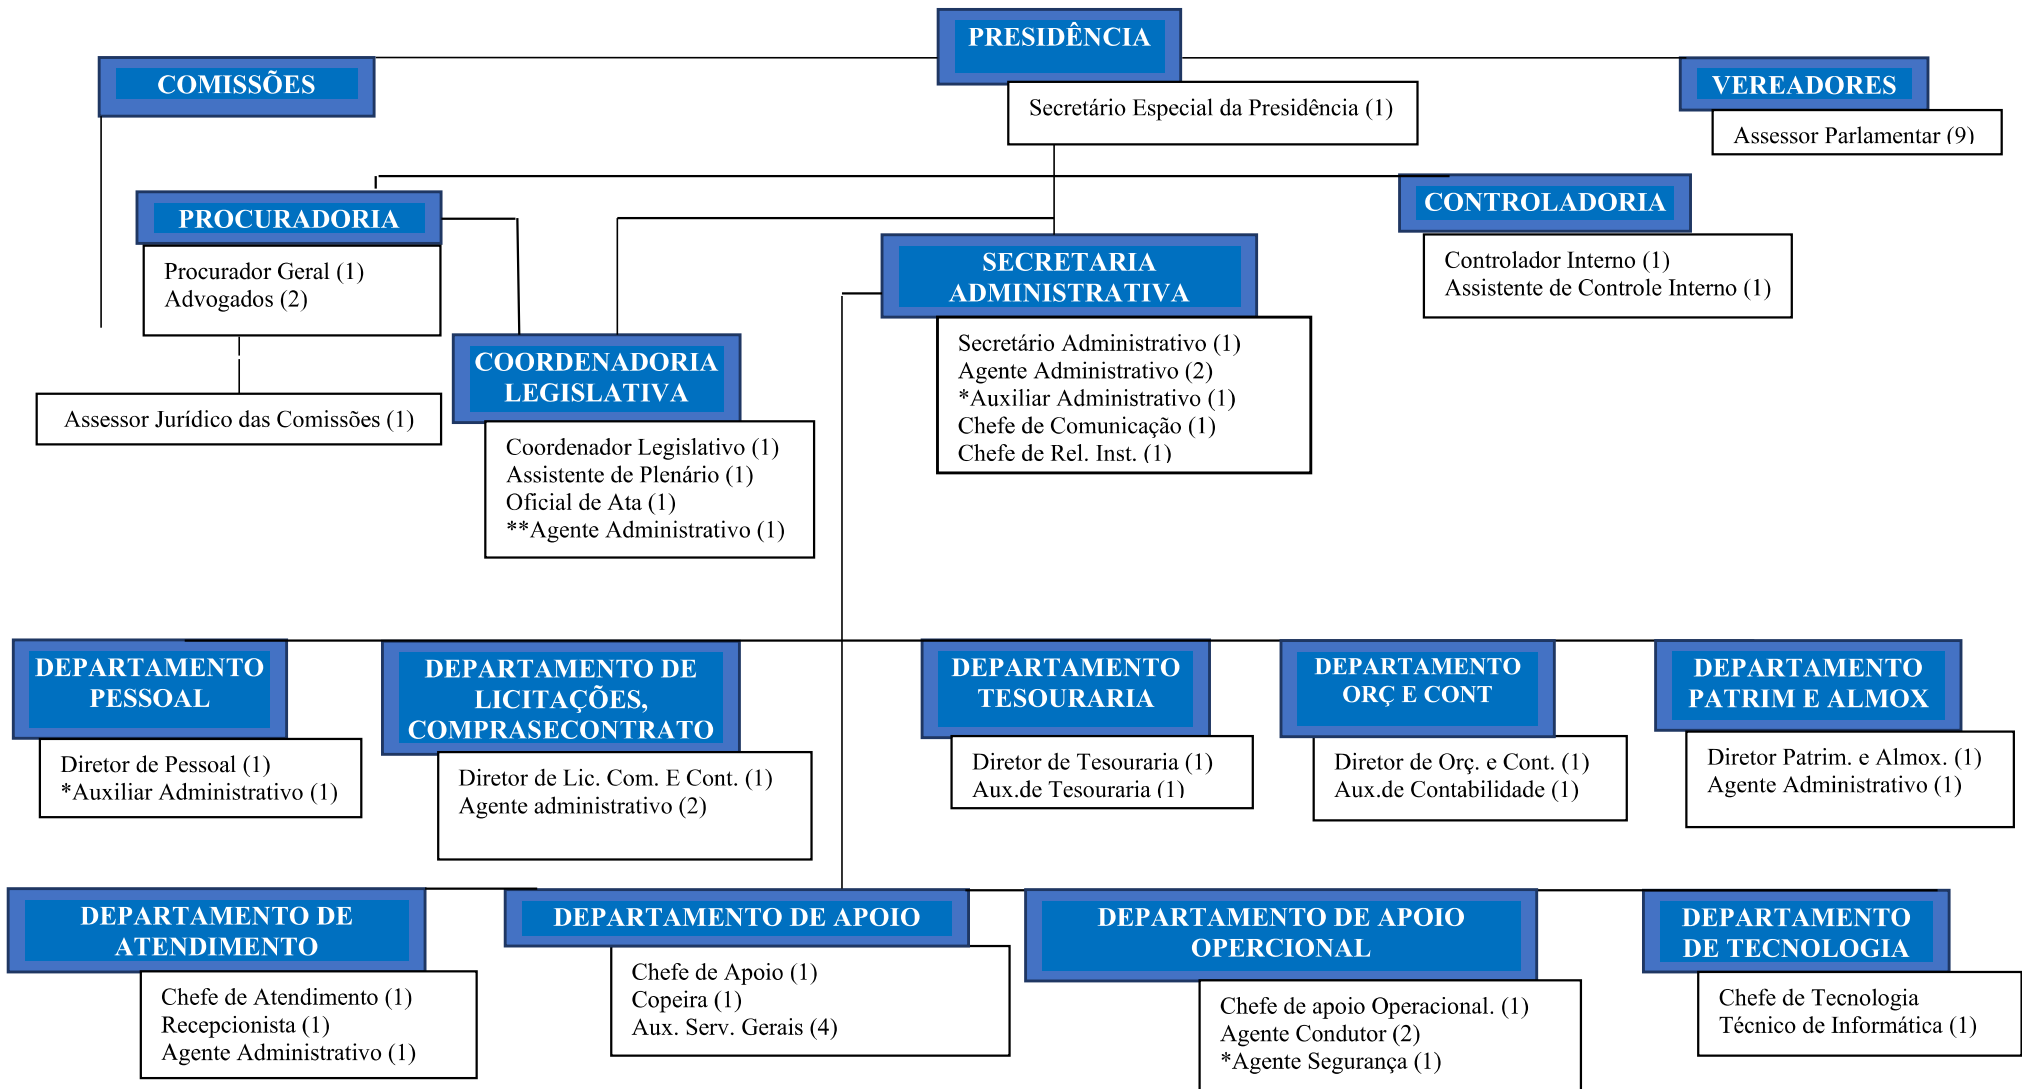 PRESIDÊNCIA
Secretário Especial da Presidência (1)
COMISSÕES
VEREADORES
Assessor Parlamentar (9)
PROCURADORIA
Procurador Geral (1)
Advogados (2)
Assessor Jurídico das Comissões (1)
CONTROLADORIA
Controlador Interno (1)
Assistente de Controle Interno (1)
SECRETARIA
ADMINISTRATIVA
Secretário Administrativo (1)
Agente Administrativo (2)
*Auxiliar Administrativo (1)
Chefe de Comunicação (1)
Chefe de Rel. Inst. (1)
COORDENADORIA
LEGISLATIVA
Coordenador Legislativo (1)
Assistente de Plenário (1)
Oficial de Ata (1)
**Agente Administrativo (1)
DEPARTAMENTO
PESSOAL
Diretor de Pessoal (1)
*Auxiliar Administrativo (1)
DEPARTAMENTO DE
LICITAÇÕES,
COMPRASECONTRATO
Diretor de Lic. Com. E Cont. (1)
Agente administrativo (2)
DEPARTAMENTO
TESOURARIA
Diretor de Tesouraria (1)
Aux.de Tesouraria (1)
DEPARTAMENTO
ORÇ E CONT
Diretor de Orç. e Cont. (1)
Aux.de Contabilidade (1)
DEPARTAMENTO
PATRIM E ALMOX
Diretor Patrim. e Almox. (1)
Agente Administrativo (1)
DEPARTAMENTO DE
ATENDIMENTO
Chefe de Atendimento (1)
Recepcionista (1)
Agente Administrativo (1)
DEPARTAMENTO DE APOIO
Chefe de Apoio (1)
Copeira (1)
Aux. Serv. Gerais (4)
DEPARTAMENTO DE APOIO
OPERCIONAL
Chefe de apoio Operacional. (1)
Agente Condutor (2)
*Agente Segurança (1)
DEPARTAMENTO
DE TECNOLOGIA
Chefe de Tecnologia
Técnico de Informática (1)